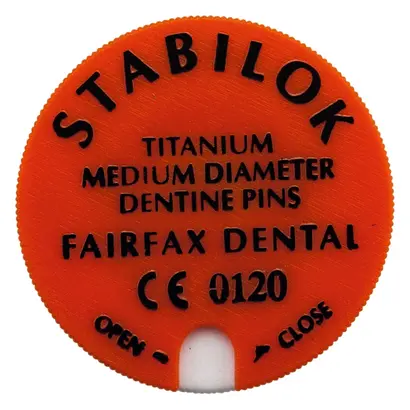 STABILOK
TITANIUM
MEDIUM DIAMETER
DENTINE PINS
FAIRFAX DENTAL
CE 0120
OPEN
CLOSE